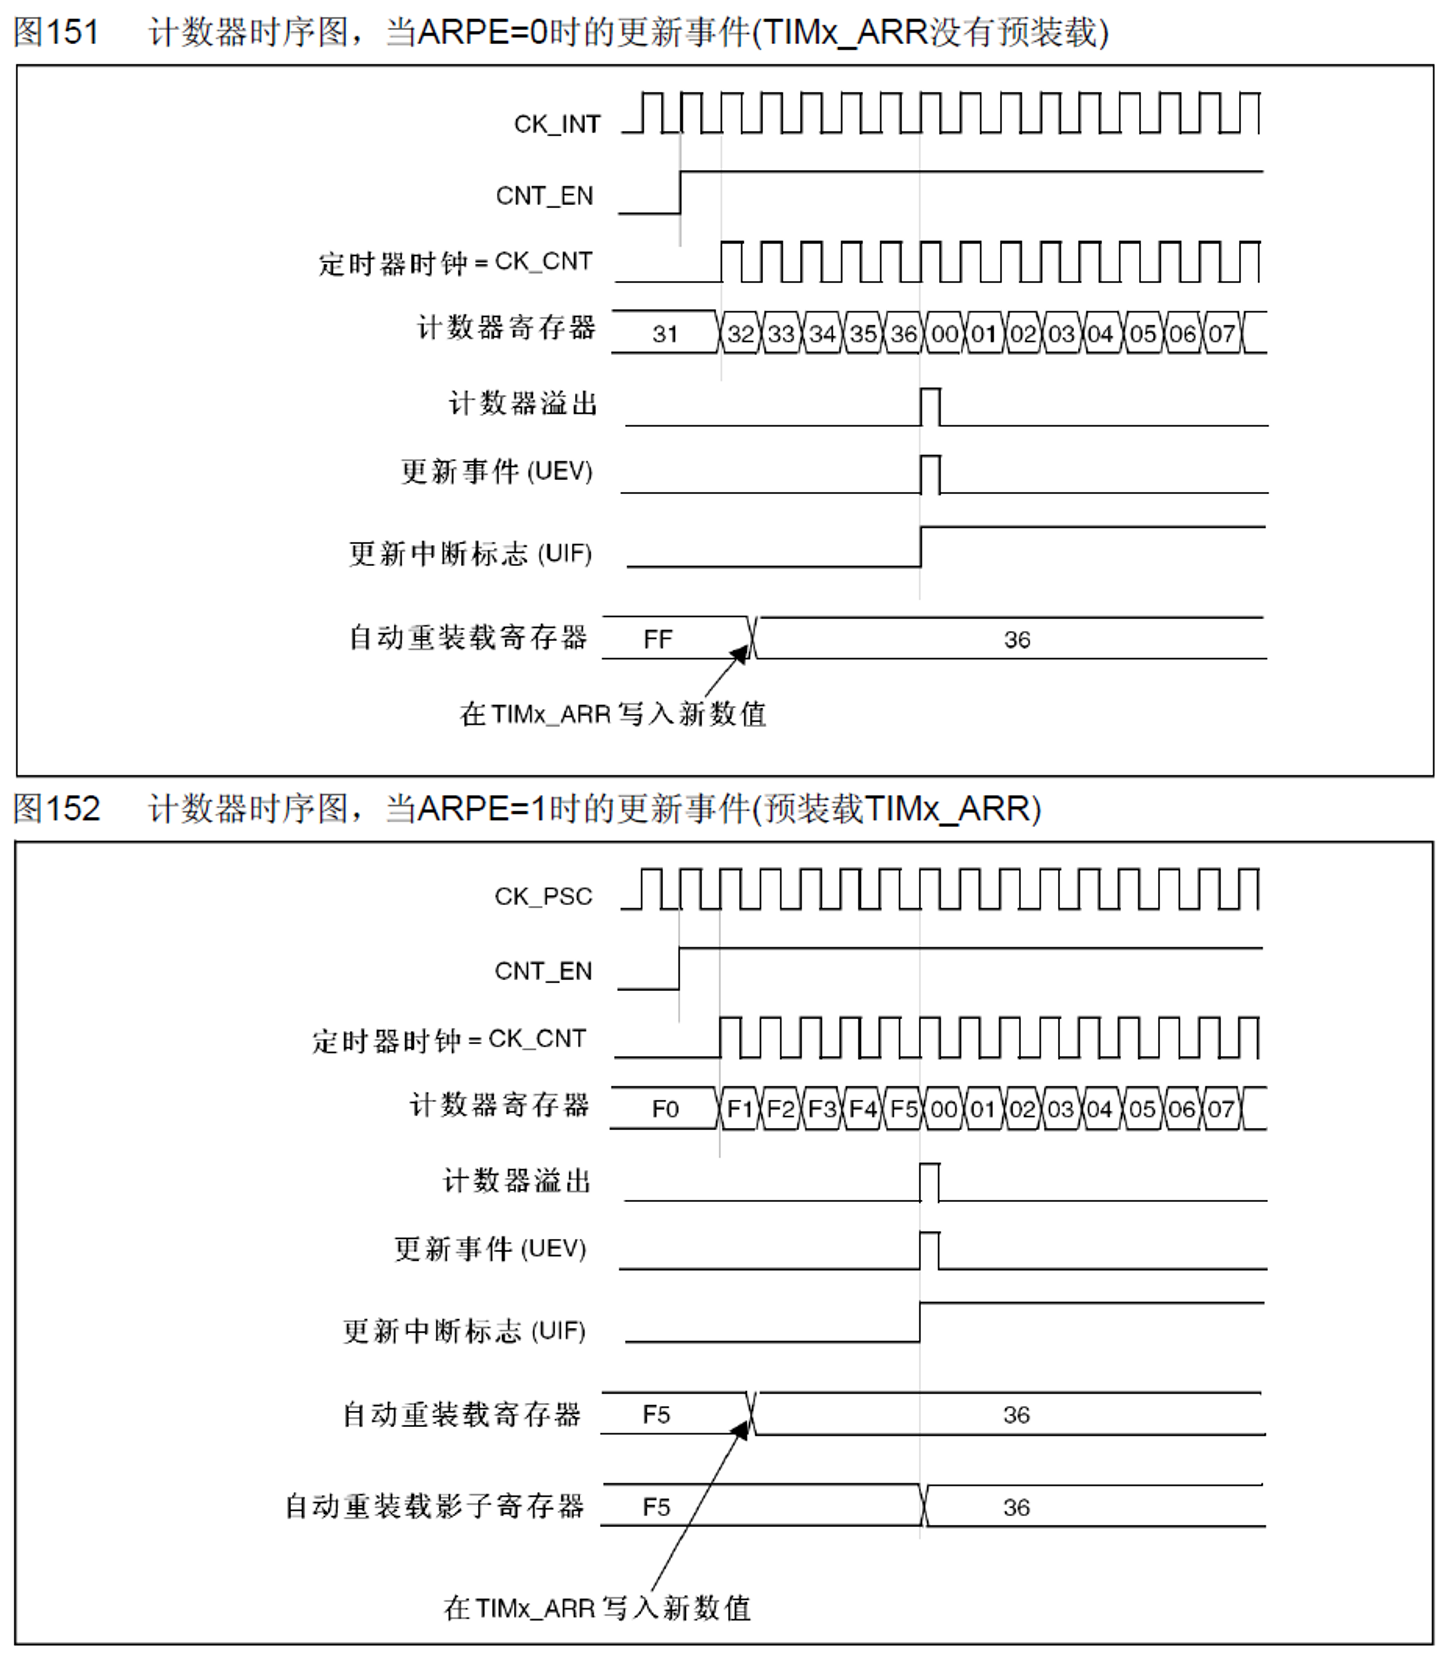 图151 计数器时序图，当ARPE=0时的更新事件(TIMx_ARR没有预装载)
CK_INT
CNT_EN
定时器时钟 = CK_CNT
计数器寄存器 31 32 33 34 35 36 00 01 02 03 04 05 06 07
计数器溢出
更新事件 (UEV)
更新中断标志 (UIF)
自动重装载寄存器 FF 36
在 TIMx_ARR 写入新数值
图152 计数器时序图，当ARPE=1时的更新事件(预装载TIMx_ARR)
CK_PSC
CNT_EN
定时器时钟 = CK_CNT
计数器寄存器 F0 F1 F2 F3 F4 F5 00 01 02 03 04 05 06 07
计数器溢出
更新事件 (UEV)
更新中断标志 (UIF)
自动重装载寄存器 F5 36
自动重装载影子寄存器 F5 36
在 TIMx_ARR 写入新数值